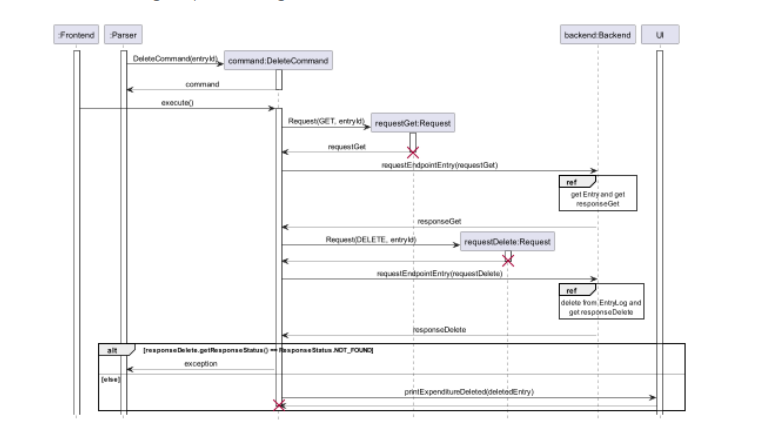 :Frontend
:Parser
backend:Backend
UI
DeleteCommand(entryId)
command:DeleteCommand
command
execute()
Request(GET, entryId)
requestGet:Request
requestGet
requestEndpointEntry(requestGet)
ref
get Entry and get
responseGet
responseGet
Request(DELETE, entryId)
requestDelete:Request
requestEndpointEntry(requestDelete)
ref
delete from EntryLog and
get responseDelete
responseDelete
alt
[responseDelete.getResponseStatus() == ResponseStatus.NOT_FOUND]
exception
[else]
printExpenditureDeleted(deletedEntry)